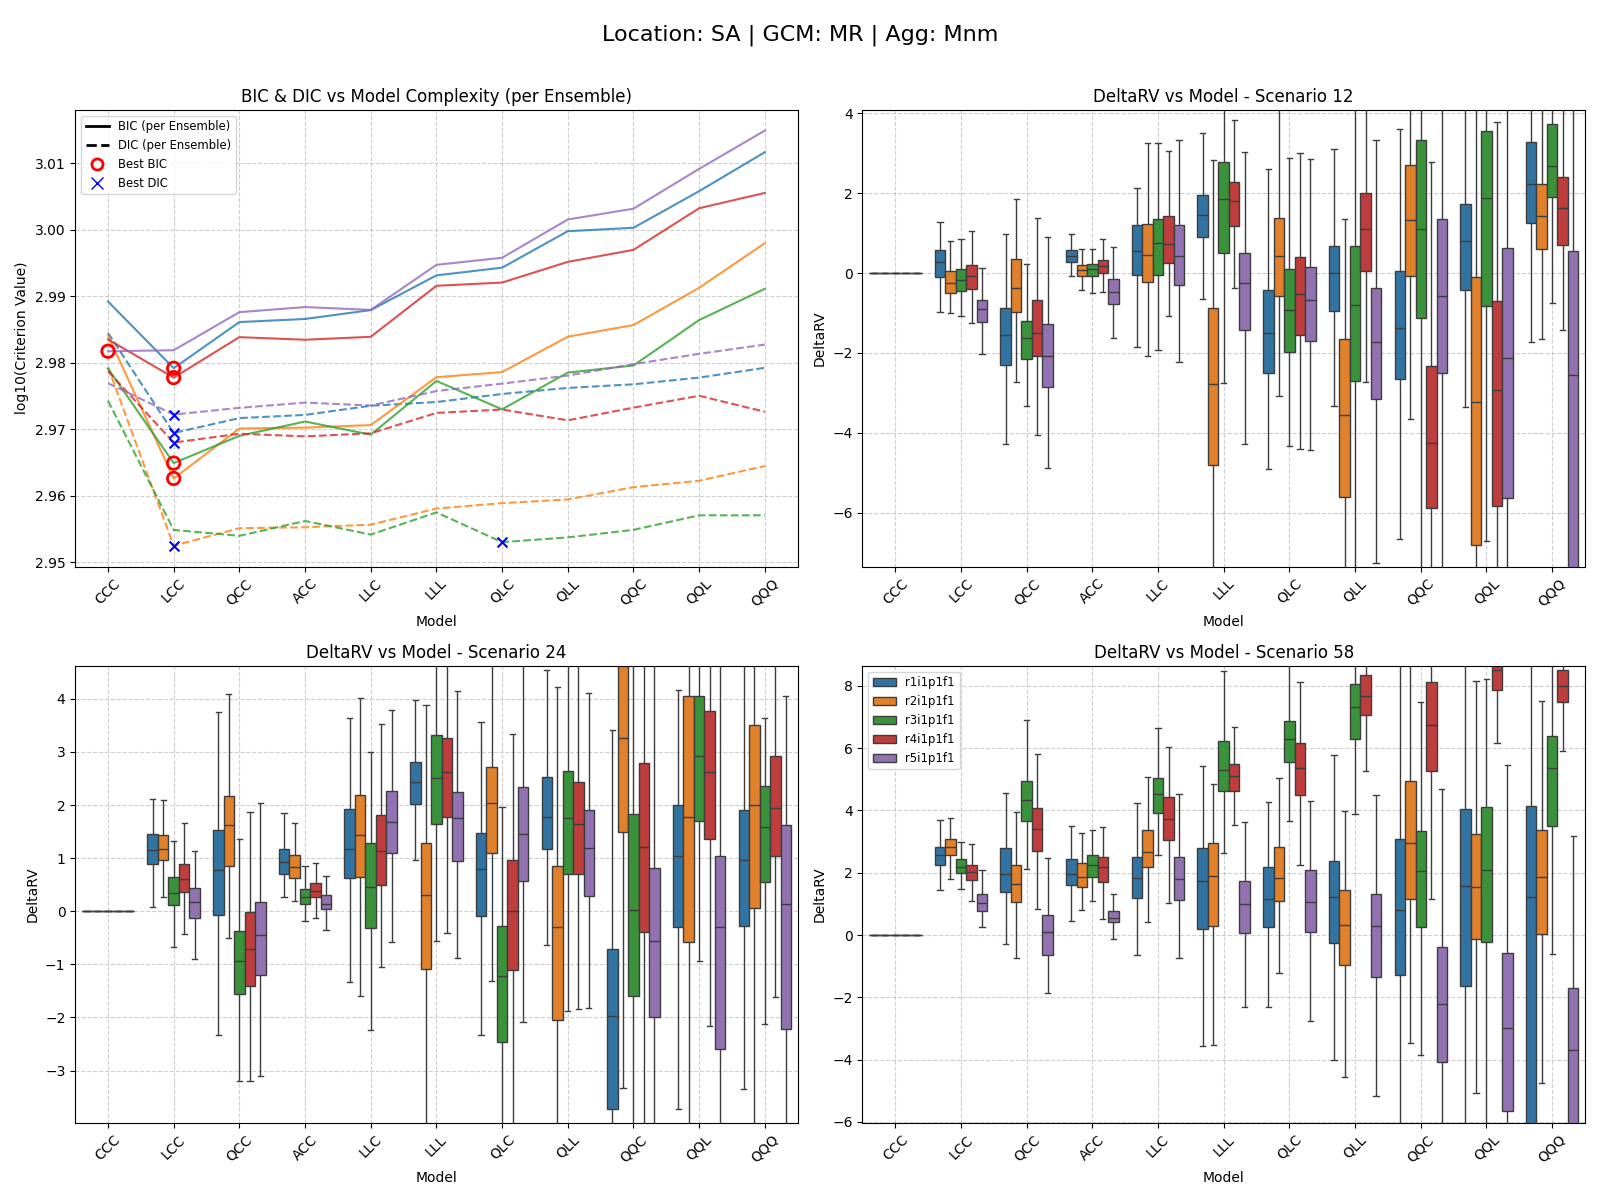 Location: SA | GCM: MR | Agg: Mnm
BIC & DIC vs Model Complexity (per Ensemble)
log10(Criterion Value)
3.01
3.00
2.99
2.98
2.97
2.96
2.95
BIC (per Ensemble)
DIC (per Ensemble)
Best BIC
Best DIC
CCC LCC QCC ACC LLC LLL QLC QLL QQC QQL QQQ
Model
DeltaRV vs Model - Scenario 12
DeltaRV
4
2
0
−2
−4
−6
CCC LCC QCC ACC LLC LLL QLC QLL QQC QQL QQQ
Model
DeltaRV vs Model - Scenario 24
DeltaRV
4
3
2
1
0
−1
−2
−3
CCC LCC QCC ACC LLC LLL QLC QLL QQC QQL QQQ
Model
DeltaRV vs Model - Scenario 58
DeltaRV
8
6
4
2
0
−2
−4
−6
r1i1p1f1
r2i1p1f1
r3i1p1f1
r4i1p1f1
r5i1p1f1
CCC LCC QCC ACC LLC LLL QLC QLL QQC QQL QQQ
Model